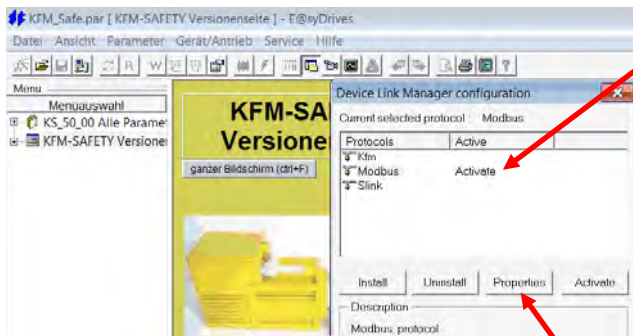 KFM_Safe.par [ KFM-SAFETY Versionenseite ] - E@syDrives
Datei Ansicht Parameter Gerät/Antrieb Service Hilfe
Menu
Menuauswahl
KS_50_00 Alle Parame
KFM-SAFETY Versione
KFM-SA
Versione
ganzer Bildschirm (ctrl+F)
Device Link Manager configuration
Current selected protocol : Modbus
Protocols Active
Kfm
Modbus Activate
Slink
Install Uninstall Properties Activate
Description
Modbus protocol